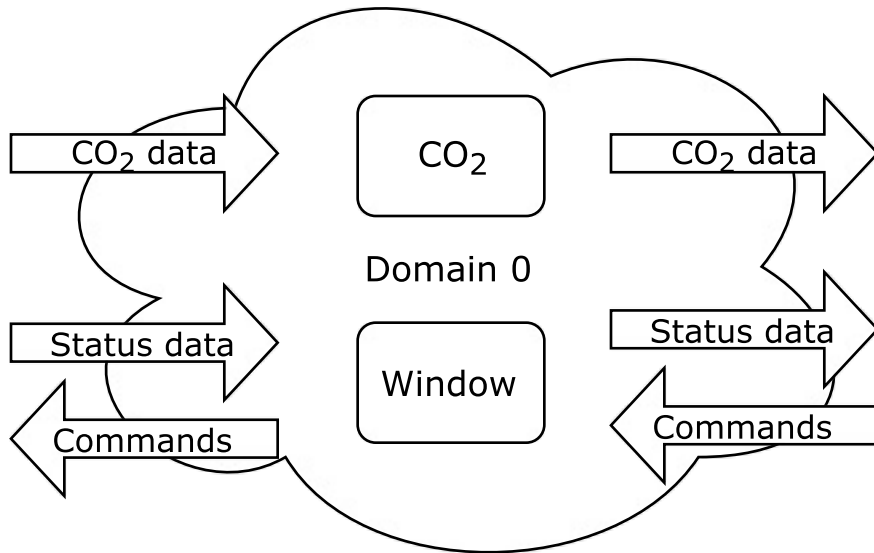 CO₂ data
CO₂
CO₂ data
Domain 0
Status data
Window
Status data
Commands
Commands